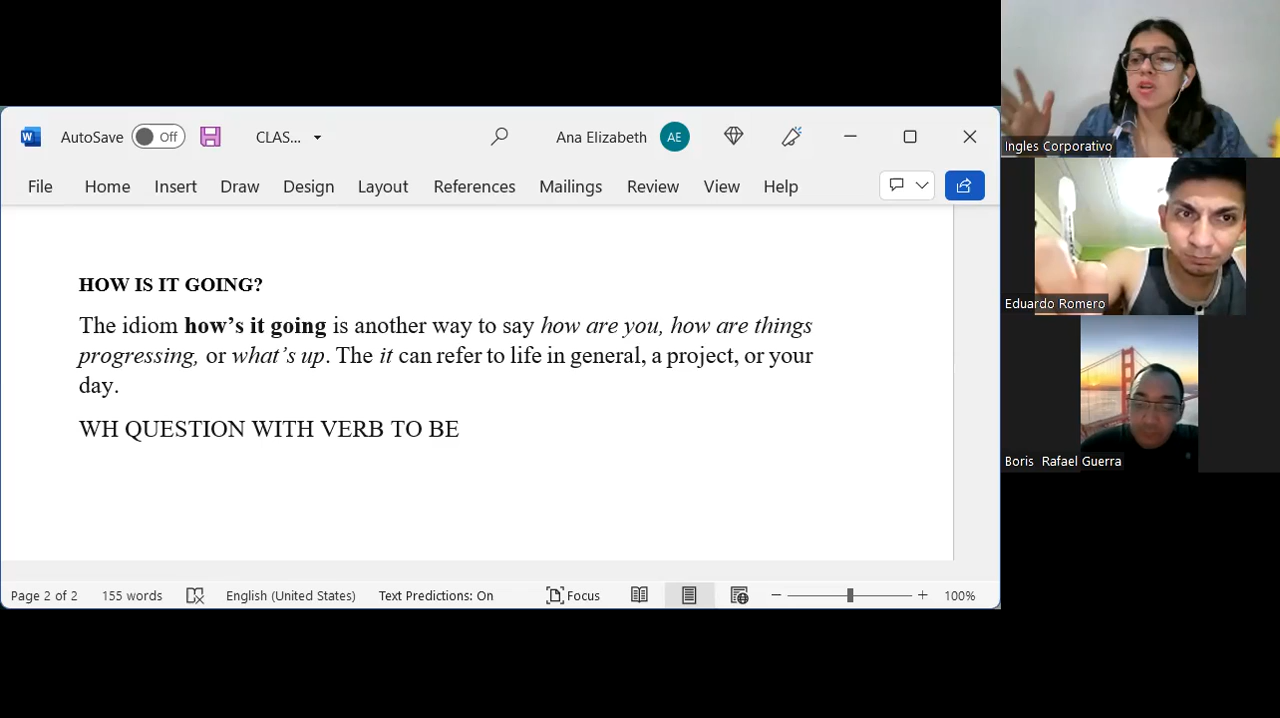 AutoSave Off CLAS... Ana Elizabeth AE
File Home Insert Draw Design Layout References Mailings Review View Help
HOW IS IT GOING?
The idiom how’s it going is another way to say how are you, how are things
progressing, or what’s up. The it can refer to life in general, a project, or your
day.
WH QUESTION WITH VERB TO BE
Page 2 of 2 155 words English (United States) Text Predictions: On Focus 100%
Ingles Corporativo
Eduardo Romero
Boris Rafael Guerra